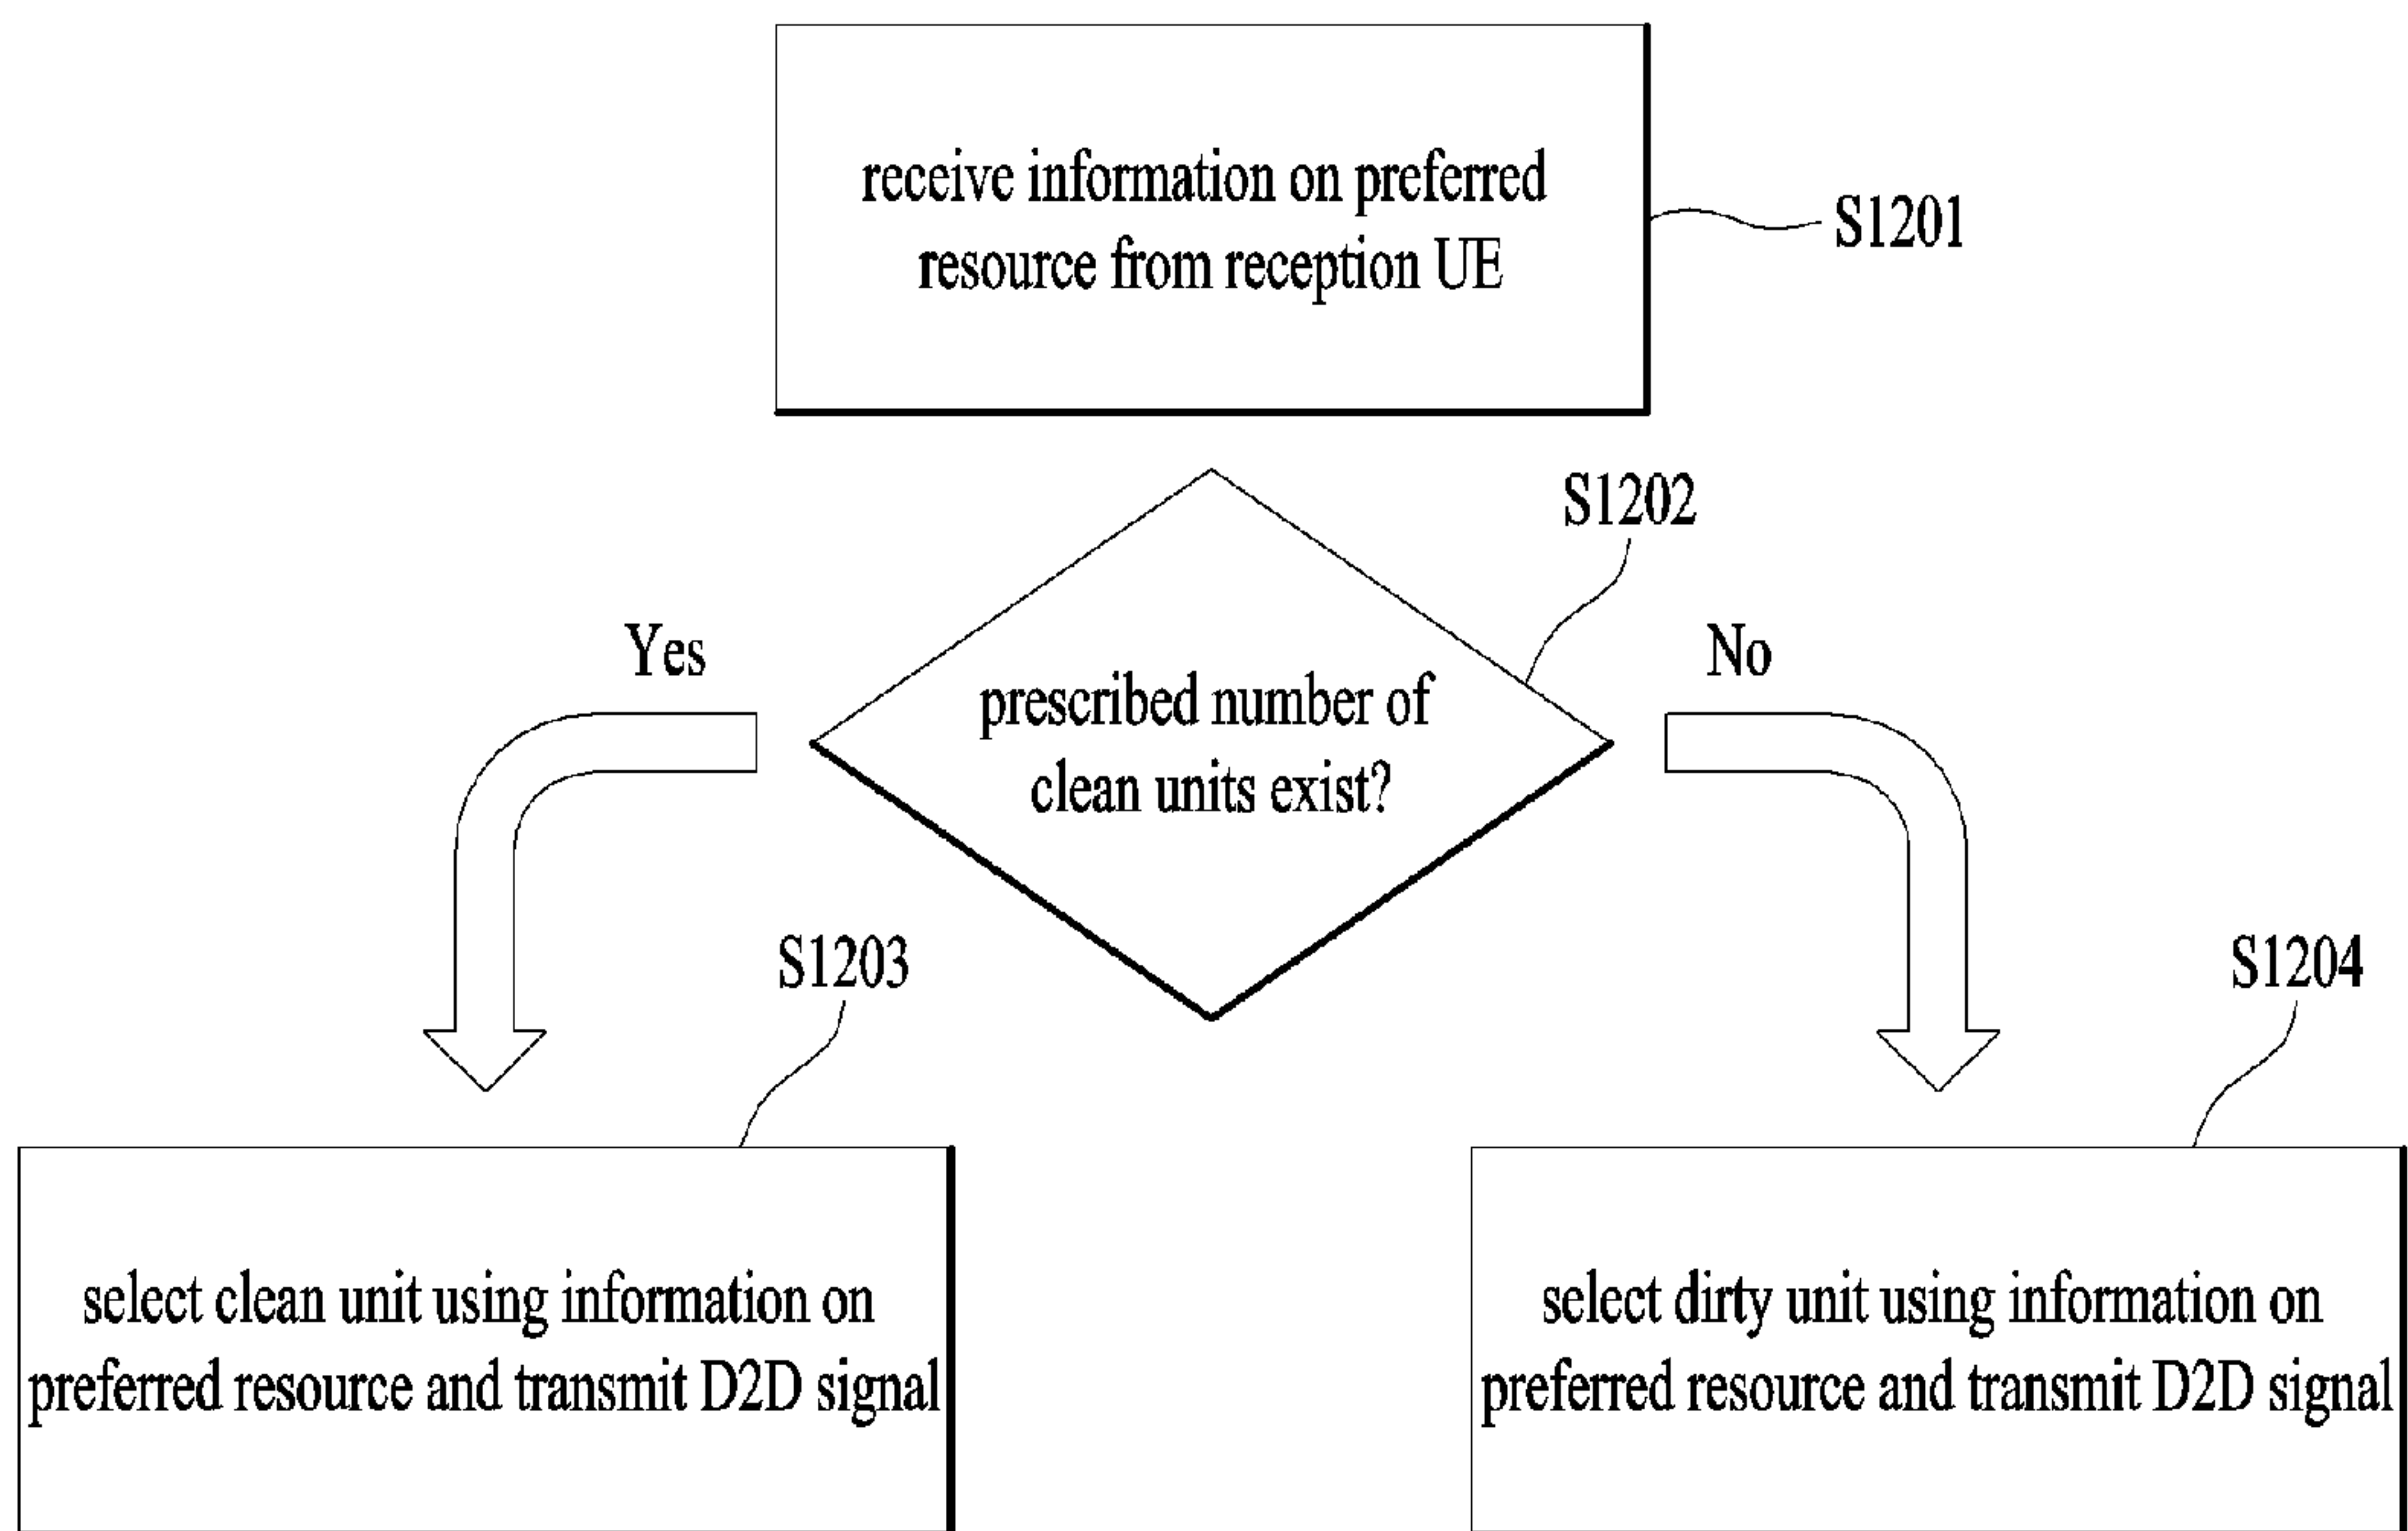 receive information on preferred
resource from reception UE
S1201
S1202
Yes
No
prescribed number of
clean units exist?
S1203
S1204
select clean unit using information on
preferred resource and transmit D2D signal
select dirty unit using information on
preferred resource and transmit D2D signal